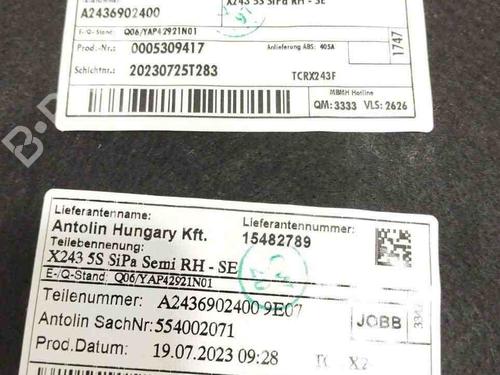 A2436902400
X243 5S SiPa RH - SE
E-/Q-Stand: Q06/YAP42921N01
Prod.-Nr.: 0005309417
Anlieferung ABS: 405A
1747
Schichtnr.: 20230725T283
TCRX243F
MBMH Hotline
QM: 3333 VLS: 2626
Lieferantenname:
Antolin Hungary Kft.
Lieferantennummer:
15482789
Teilebennenung:
X243 5S SiPa Semi RH - SE
E-/Q-Stand: Q06/YAP42921N01
Teilenummer: A2436902400 9E07
Antolin SachNr: 554002071
JOBB
Prod.Datum: 19.07.2023 09:28